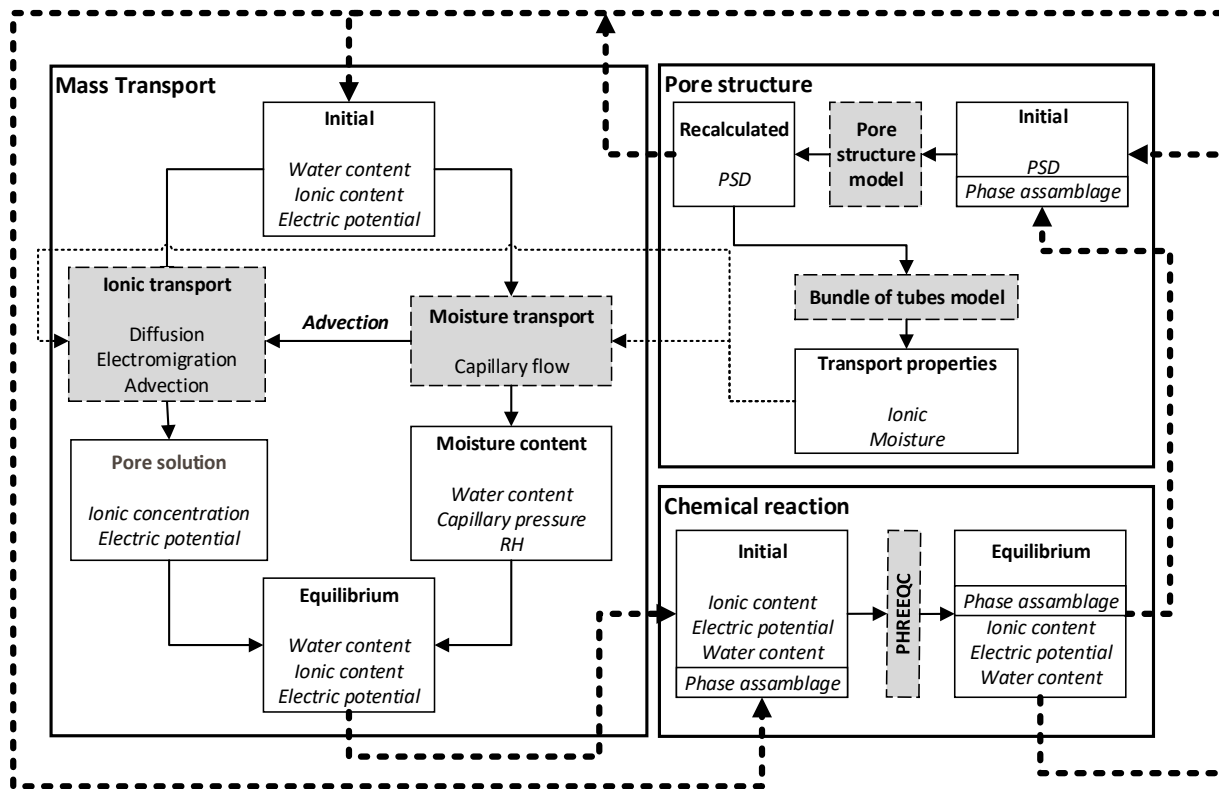 Mass Transport
Initial
Water content
Ionic content
Electric potential
Ionic transport
Diffusion
Electromigration
Advection
Advection
Moisture transport
Capillary flow
Pore solution
Ionic concentration
Electric potential
Moisture content
Water content
Capillary pressure
RH
Equilibrium
Water content
Ionic content
Electric potential
Pore structure
Recalculated
PSD
Pore
structure
model
Initial
PSD
Phase assamblage
Bundle of tubes model
Transport properties
Ionic
Moisture
Chemical reaction
Initial
Ionic content
Electric potential
Water content
Phase assamblage
PHREEQC
Equilibrium
Phase assamblage
Ionic content
Electric potential
Water content